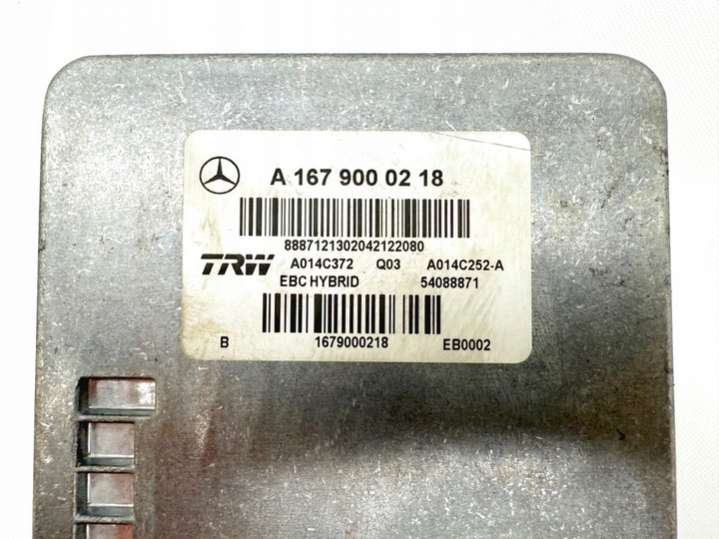 A 167 900 02 18
8887121302042122080
TRW A014C372 Q03 A014C252-A
EBC HYBRID 54088871
B 1679000218 EB0002